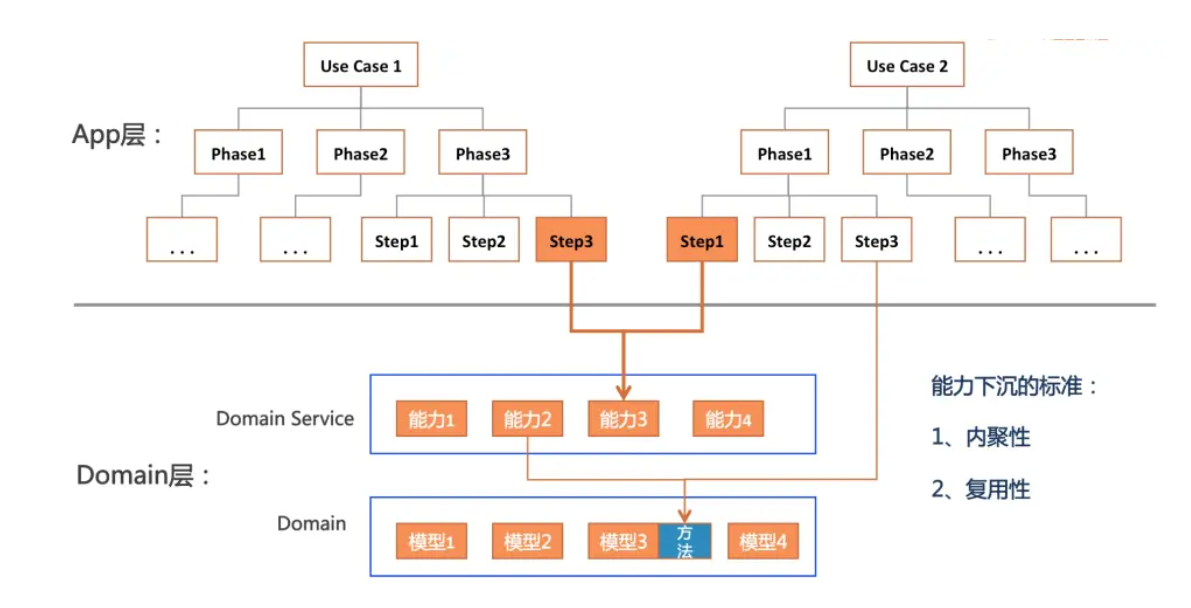 Use Case 1
Use Case 2
App层：
Phase1
Phase2
Phase3
Phase1
Phase2
Phase3
...
...
Step1
Step2
Step3
Step1
Step2
Step3
...
...
Domain Service
能力1
能力2
能力3
能力4
能力下沉的标准：
1、内聚性
2、复用性
Domain层：
Domain
模型1
模型2
模型3
方法
模型4